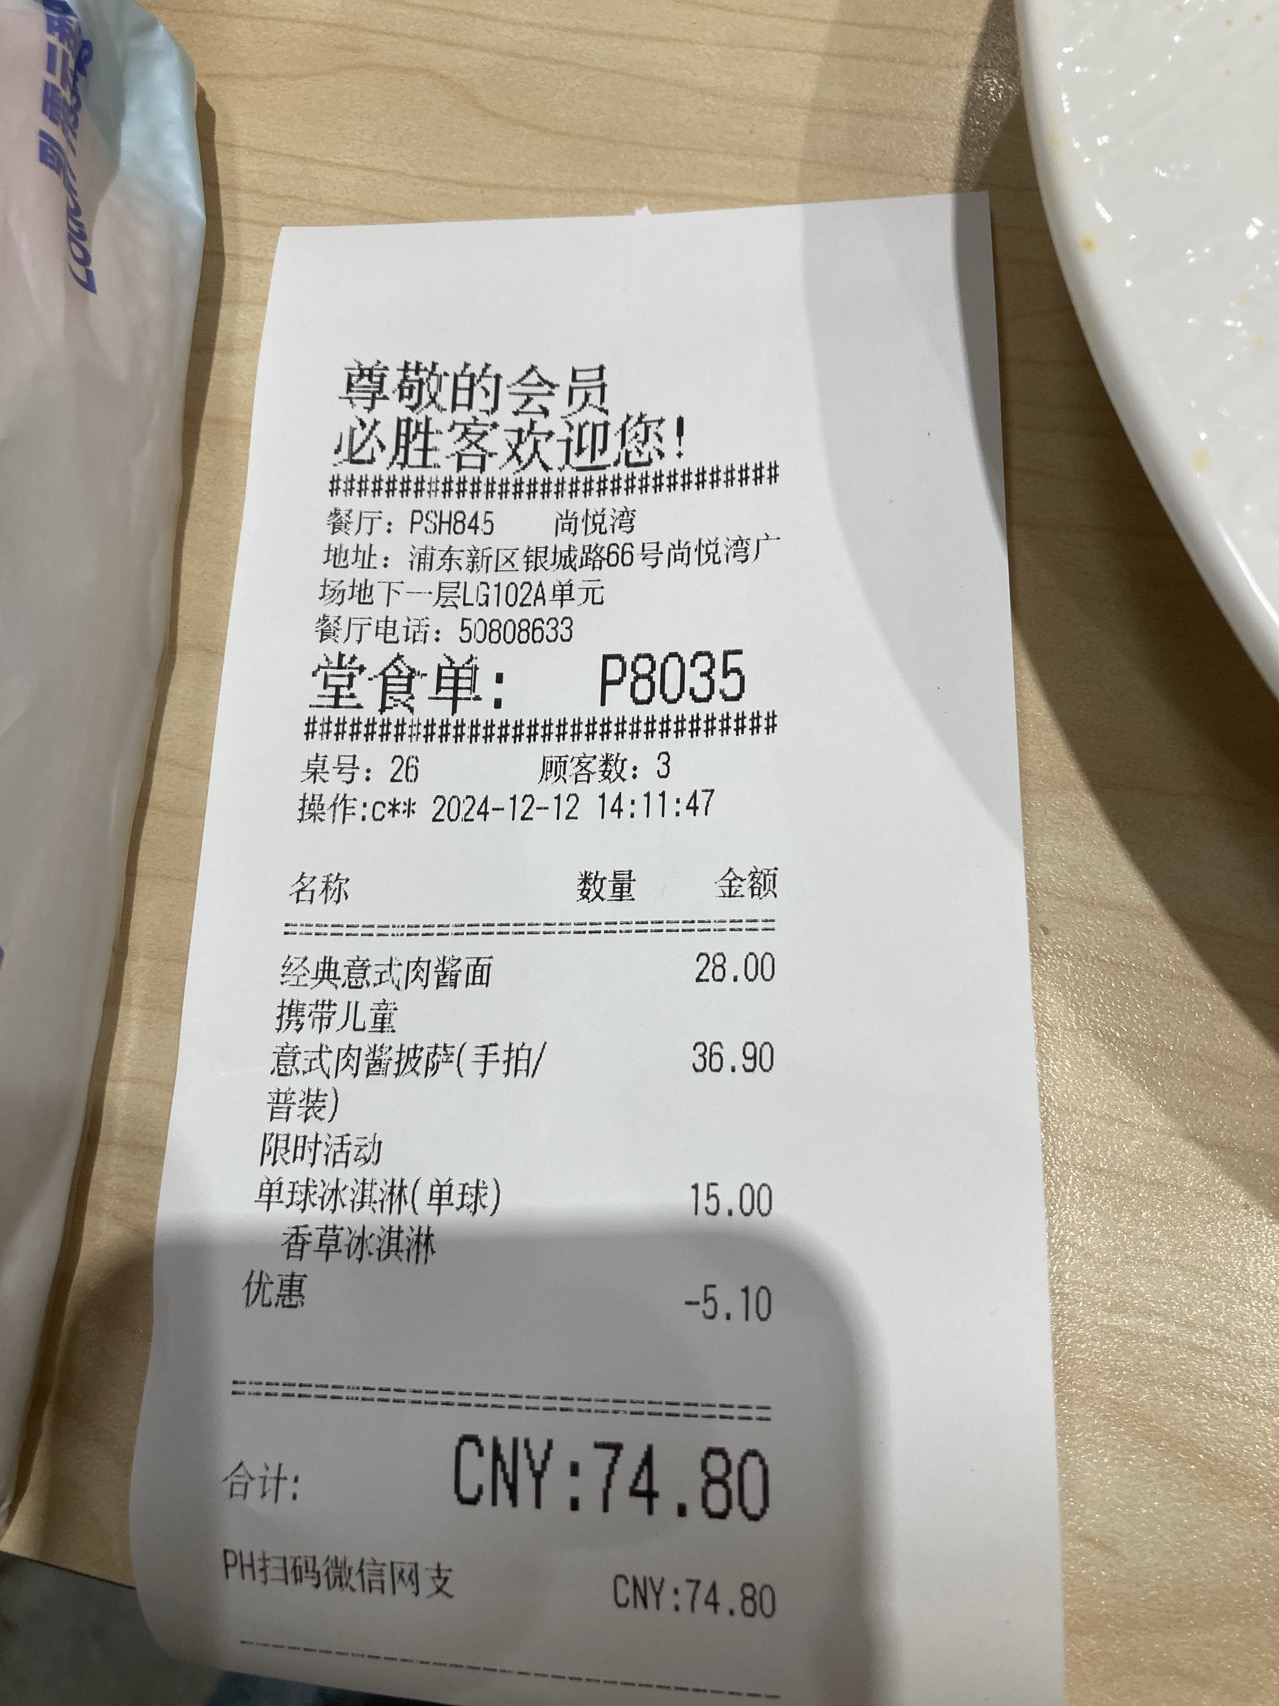 尊敬的会员
必胜客欢迎您!
################################
餐厅：PSH845 尚悦湾
地址：浦东新区银城路66号尚悦湾广
场地下一层LG102A单元
餐厅电话：50808633
堂食单: P8035
################################
桌号：26 顾客数：3
操作:c** 2024-12-12 14:11:47
名称 数量 金额
经典意式肉酱面 28.00
携带儿童
意式肉酱披萨(手拍/ 36.90
普装)
限时活动
单球冰淇淋(单球) 15.00
香草冰淇淋
优惠 -5.10
合计: CNY:74.80
PH扫码微信网支 CNY:74.80